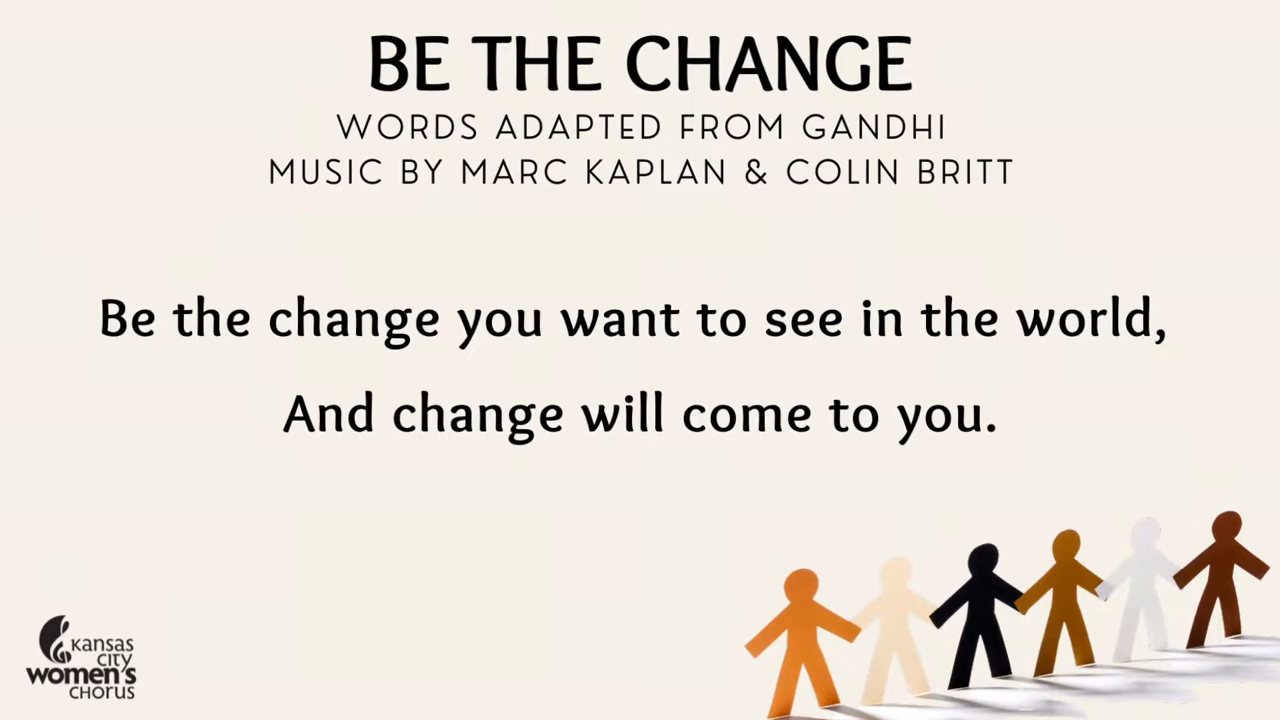 BE THE CHANGE
WORDS ADAPTED FROM GANDHI
MUSIC BY MARC KAPLAN & COLIN BRITT
Be the change you want to see in the world,
And change will come to you.
kansas
city
women's
CHORUS